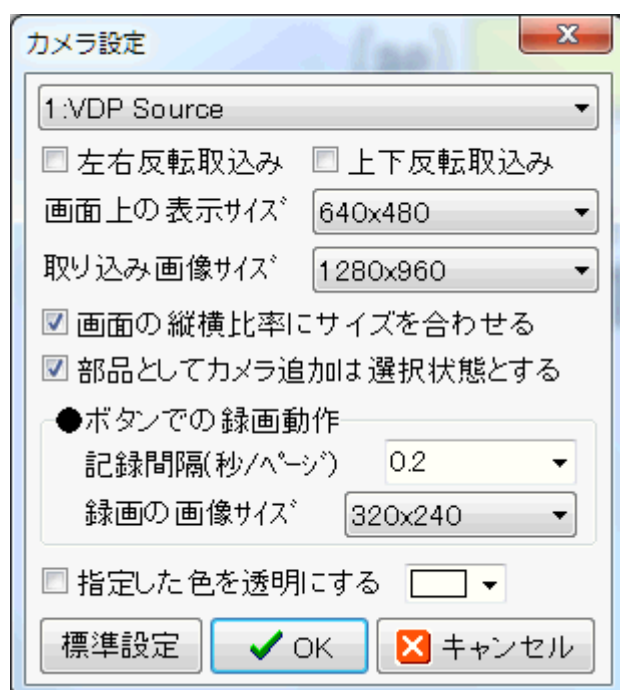 カメラ設定
1:VDP Source
左右反転取込み 上下反転取込み
画面上の表示ｻｲｽﾞ 640x480
取り込み画像ｻｲｽﾞ 1280x960
画面の縦横比率にサイズを合わせる
部品としてカメラ追加は選択状態とする
●ボタンでの録画動作
記録間隔(秒/ﾍﾟｰｼﾞ) 0.2
録画の画像ｻｲｽﾞ 320x240
指定した色を透明にする
標準設定 OK キャンセル